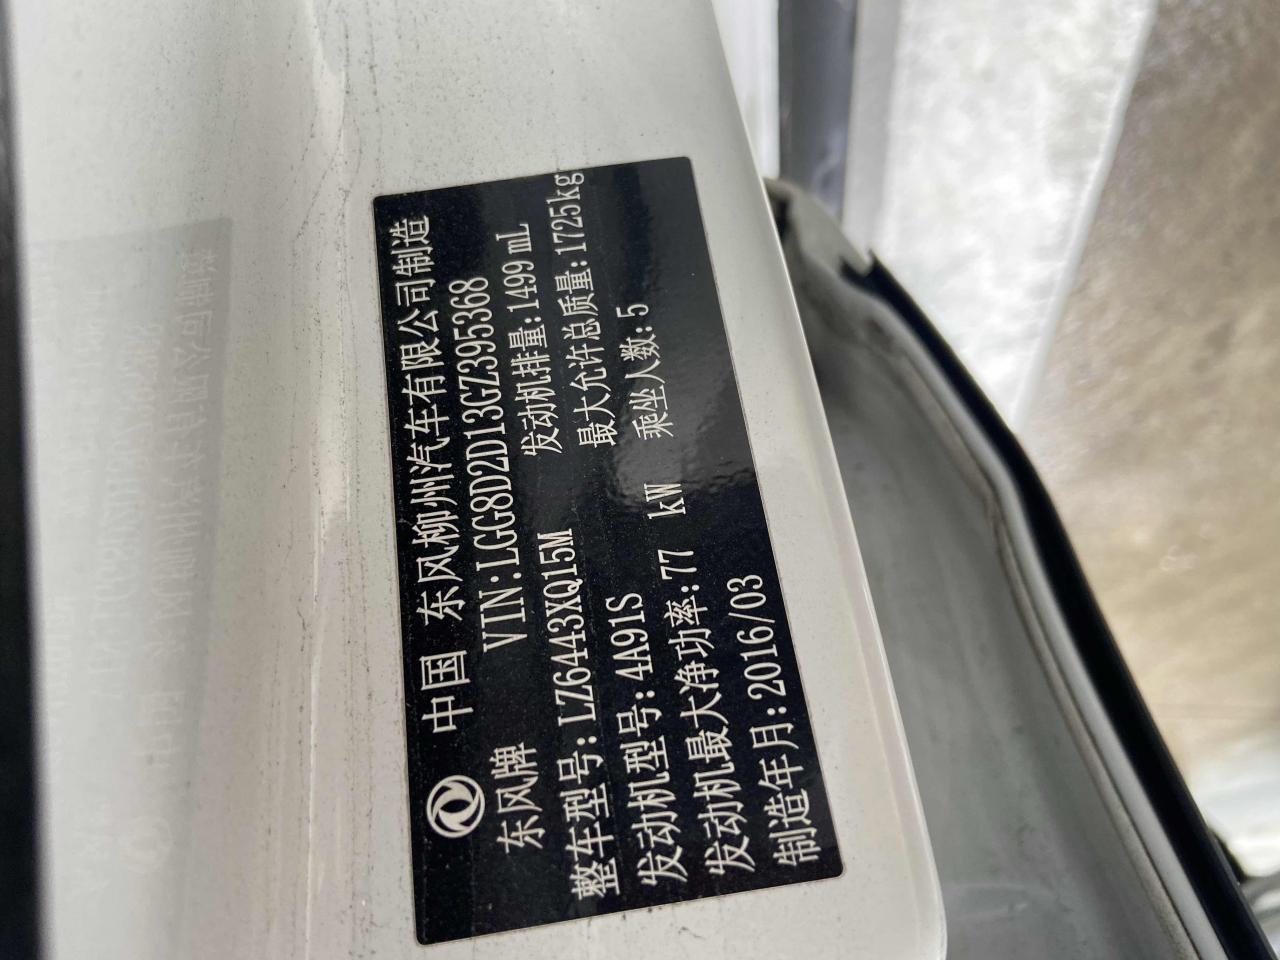 中国 东风柳州汽车有限公司制造
东风牌 VIN:LGG8D2D13GZ395368
整车型号:LZ6443XQ15M 发动机排量:1499mL
发动机型号:4A91S 最大允许总质量:1725kg
发动机最大净功率:77 kW 乘坐人数:5
制造年月:2016/03